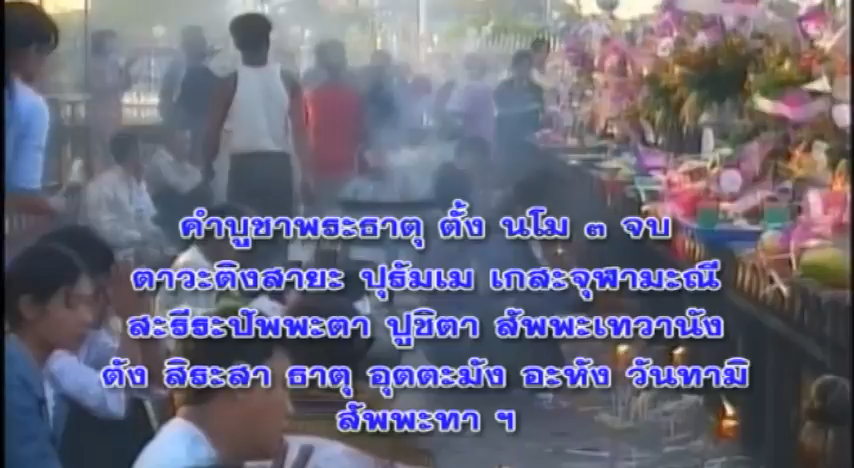 คำบูชาพระธาตุ ตั้ง นโม ๓ จบ
ตาวะติงสายะ ปุรัมเม เกสะจุฬามะณี
สะรีระปัพพะตา ปูชิตา สัพพะเทวานัง
ตัง สิระสา ธาตุ อุตตะมัง อะหัง วันทามิ
สัพพะทา ฯ